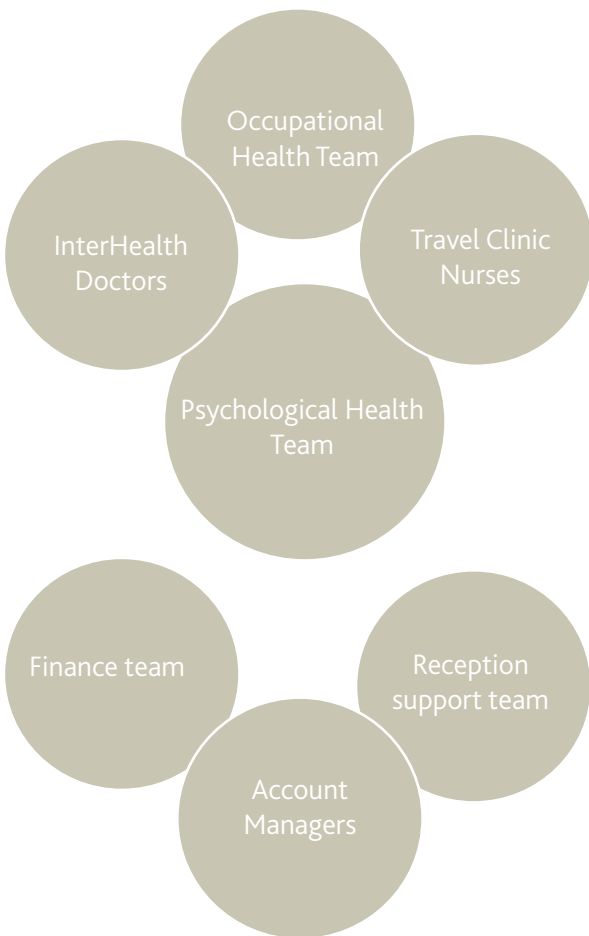 Occupational
Health Team
InterHealth
Doctors
Travel Clinic
Nurses
Psychological Health
Team
Finance team
Reception
support team
Account
Managers